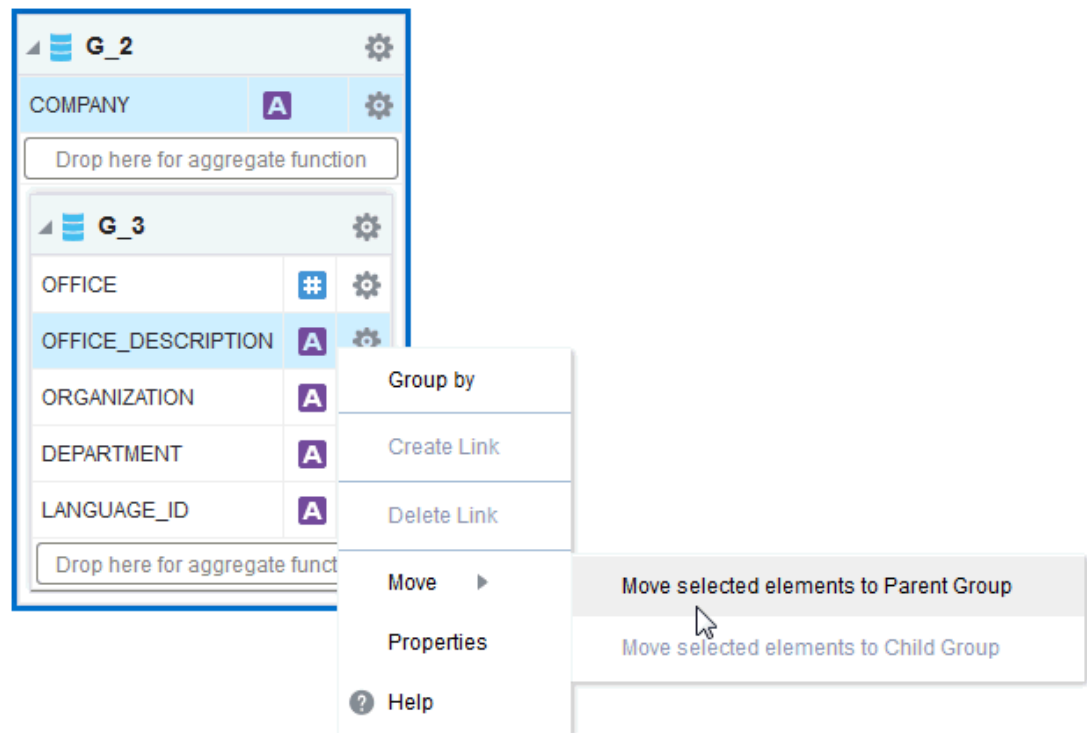 G_2
COMPANY A
Drop here for aggregate function
G_3
OFFICE #
OFFICE_DESCRIPTION A
ORGANIZATION A
DEPARTMENT A
LANGUAGE_ID A
Drop here for aggregate funct
Group by
Create Link
Delete Link
Move
Properties
? Help
Move selected elements to Parent Group
Move selected elements to Child Group